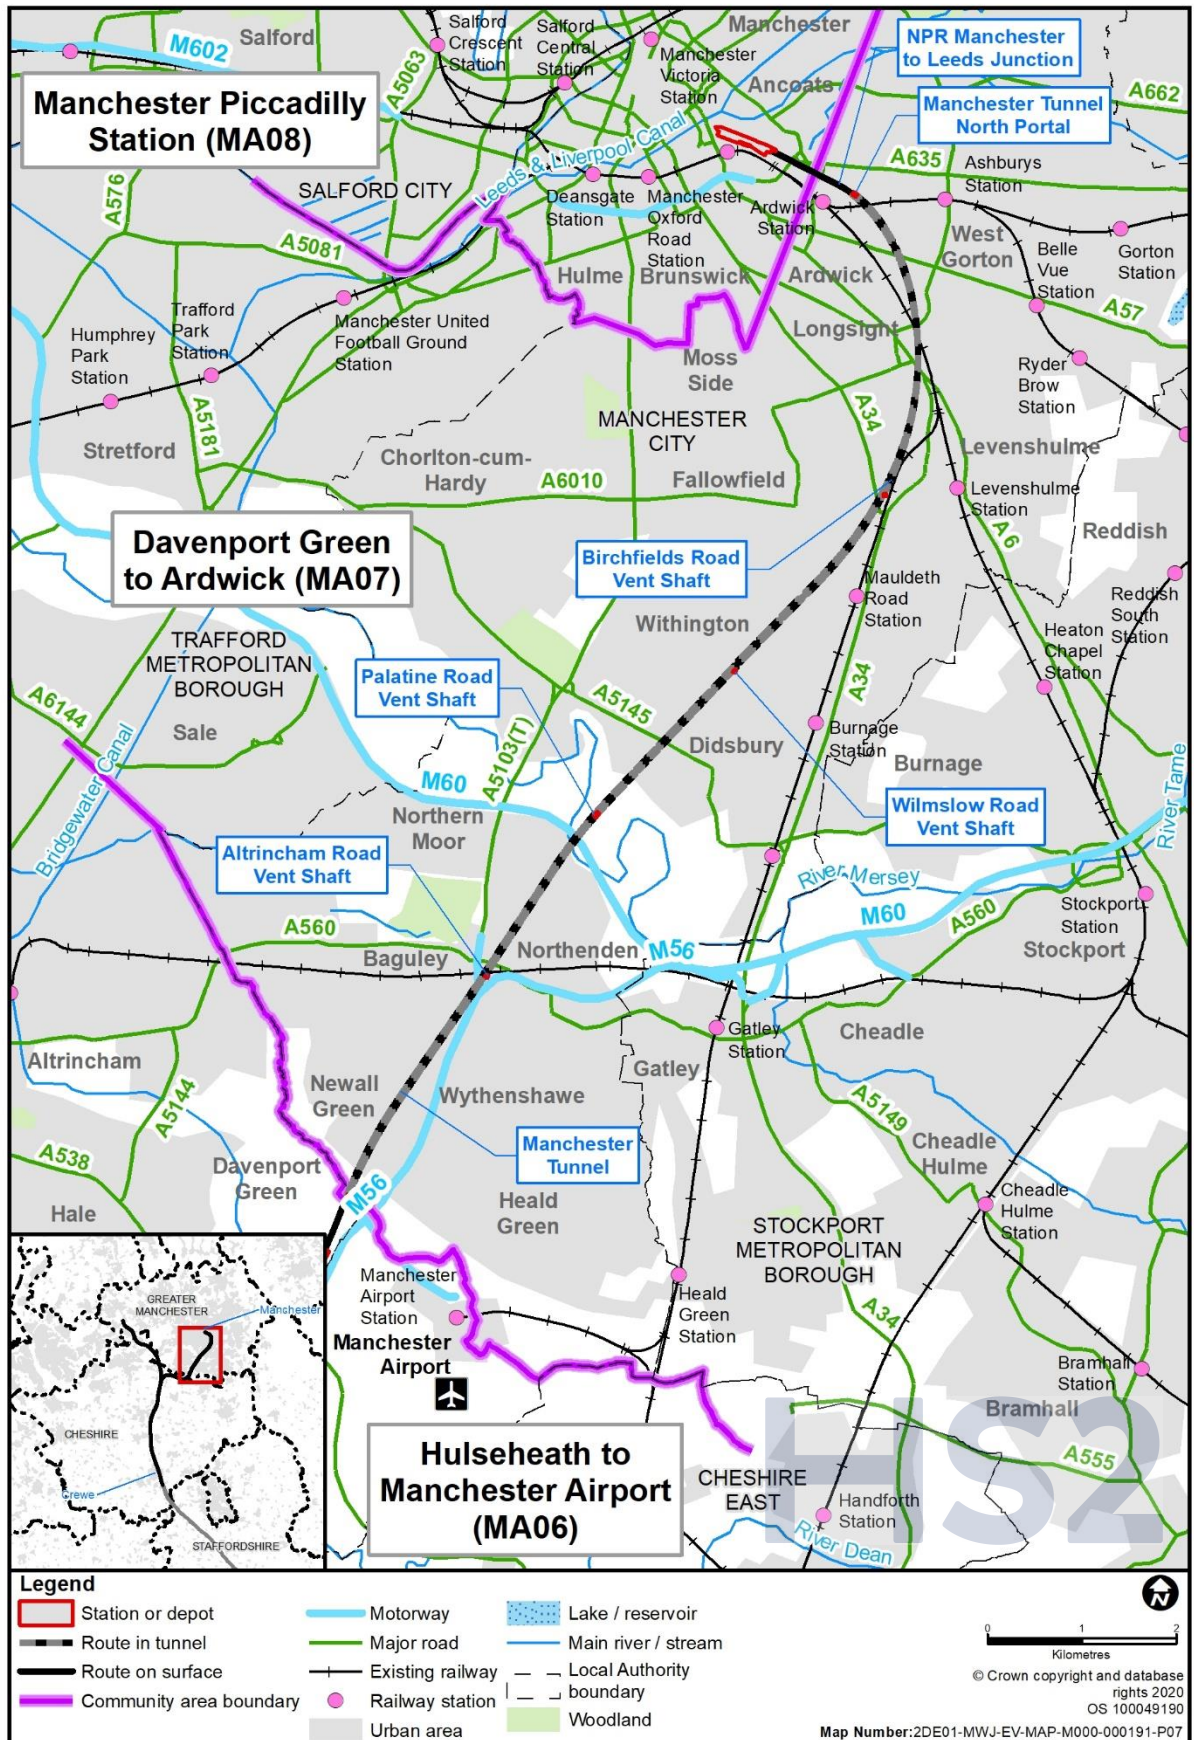 M602
Salford
Salford
Crescent
Station
Salford
Central
Station
Manchester
Manchester
Victoria
Station
Ancoats
NPR Manchester
to Leeds Junction
A662
Manchester Piccadilly
Station (MA08)
A5063
Manchester Tunnel
North Portal
Leeds & Liverpool Canal
A635
Ashburys
Station
A576
SALFORD CITY
Deansgate
Station
Manchester
Oxford
Road
Station
Ardwick
Station
West
Gorton
Belle
Vue
Station
Gorton
Station
A5081
Hulme
Brunswick
Ardwick
A57
Trafford
Park
Station
Humphrey
Park
Station
Manchester United
Football Ground
Station
Longsight
Moss
Side
Ryder
Brow
Station
MANCHESTER
CITY
A34
A5181
Stretford
Chorlton-cum-
Hardy
A6010
Fallowfield
Levenshulme
Levenshulme
Station
A6
Reddish
Davenport Green
to Ardwick (MA07)
Birchfields Road
Vent Shaft
Mauldeth
Road
Station
Reddish
South
Station
Withington
Heaton
Chapel
Station
TRAFFORD
METROPOLITAN
BOROUGH
Palatine Road
Vent Shaft
A34
A6144
Sale
A5145
Didsbury
Burnage
Station
Burnage
Bridgewater Canal
M60
A5103(T)
Northern
Moor
Wilmslow Road
Vent Shaft
River Tame
Altrincham Road
Vent Shaft
River Mersey
M60
A560
Stockport
Station
Stockport
A560
Baguley
Northenden
M56
Gatley
Station
Cheadle
Altrincham
Gatley
A5144
Newall
Green
Wythenshawe
A5149
Cheadle
Hulme
Manchester
Tunnel
A538
Davenport
Green
M56
Hale
Heald
Green
Cheadle
Hulme
Station
STOCKPORT
METROPOLITAN
BOROUGH
Manchester
Airport
Station
Heald
Green
Station
A34
Manchester
Airport
Bramhall
Station
Bramhall
GREATER
MANCHESTER
Manchester
CHESHIRE
Crewe
STAFFORDSHIRE
Hulseheath to
Manchester Airport
(MA06)
CHESHIRE
EAST
A555
HS2
Handforth
Station
River Dean
Legend
Station or depot
Route in tunnel
Route on surface
Community area boundary
Motorway
Major road
Existing railway
Railway station
Urban area
Lake / reservoir
Main river / stream
Local Authority
boundary
Woodland
N
0 1 2
Kilometres
© Crown copyright and database
rights 2020
OS 100049190
Map Number:2DE01-MWJ-EV-MAP-M000-000191-P07